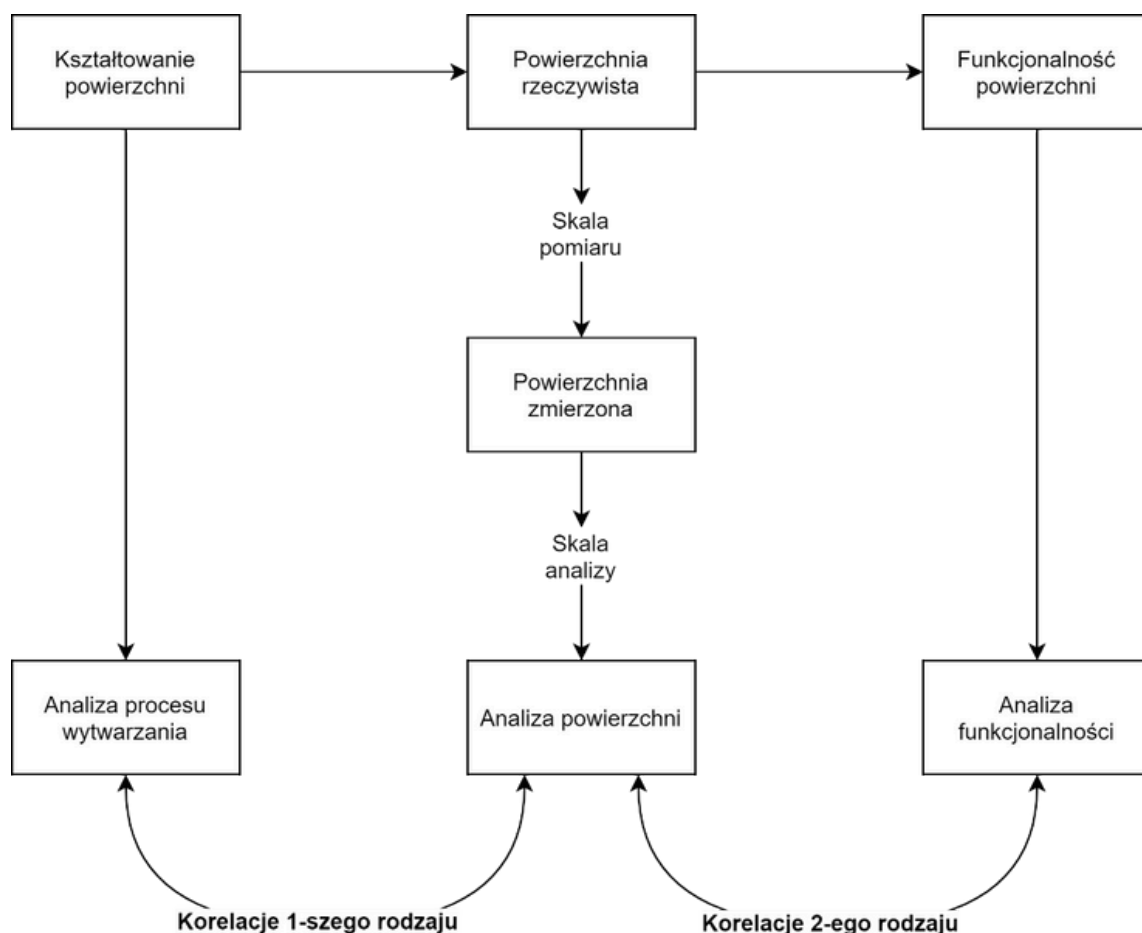 Kształtowanie
powierzchni
Powierzchnia
rzeczywista
Funkcjonalność
powierzchni
Skala
pomiaru
Powierzchnia
zmierzona
Skala
analizy
Analiza procesu
wytwarzania
Analiza powierzchni
Analiza
funkcjonalności
Korelacje 1-szego rodzaju
Korelacje 2-ego rodzaju